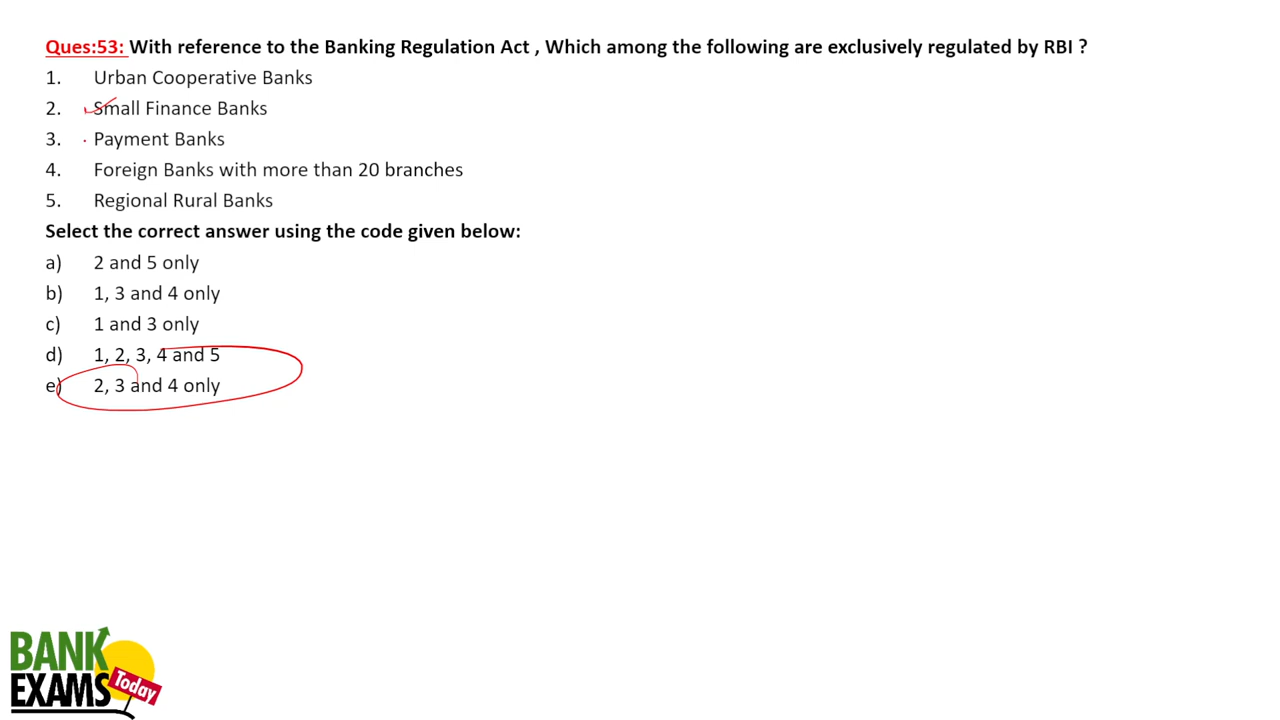 Ques:53: With reference to the Banking Regulation Act , Which among the following are exclusively regulated by RBI ?
1. Urban Cooperative Banks
2. Small Finance Banks
3. Payment Banks
4. Foreign Banks with more than 20 branches
5. Regional Rural Banks
Select the correct answer using the code given below:
a) 2 and 5 only
b) 1, 3 and 4 only
c) 1 and 3 only
d) 1, 2, 3, 4 and 5
e) 2, 3 and 4 only
BANK
EXAMS
Today